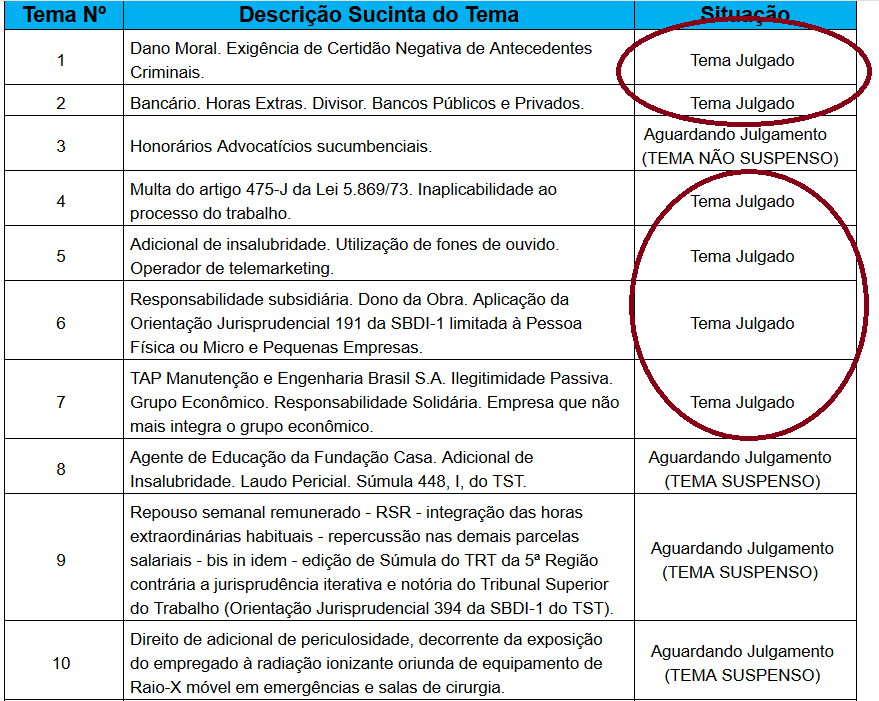 Tema Nº Descrição Sucinta do Tema Situação
1
Dano Moral. Exigência de Certidão Negativa de Antecedentes
Criminais.
Tema Julgado
2
Bancário. Horas Extras. Divisor. Bancos Públicos e Privados.
Tema Julgado
3
Honorários Advocatícios sucumbenciais.
Aguardando Julgamento
(TEMA NÃO SUSPENSO)
4
Multa do artigo 475-J da Lei 5.869/73. Inaplicabilidade ao
processo do trabalho.
Tema Julgado
5
Adicional de insalubridade. Utilização de fones de ouvido.
Operador de telemarketing.
Tema Julgado
6
Responsabilidade subsidiária. Dono da Obra. Aplicação da
Orientação Jurisprudencial 191 da SBDI-1 limitada à Pessoa
Física ou Micro e Pequenas Empresas.
Tema Julgado
7
TAP Manutenção e Engenharia Brasil S.A. Ilegitimidade Passiva.
Grupo Econômico. Responsabilidade Solidária. Empresa que não
mais integra o grupo econômico.
Tema Julgado
8
Agente de Educação da Fundação Casa. Adicional de
Insalubridade. Laudo Pericial. Súmula 448, I, do TST.
Aguardando Julgamento
(TEMA SUSPENSO)
9
Repouso semanal remunerado - RSR - integração das horas
extraordinárias habituais - repercussão nas demais parcelas
salariais - bis in idem - edição de Súmula do TRT da 5ª Região
contrária a jurisprudência iterativa e notória do Tribunal Superior
do Trabalho (Orientação Jurisprudencial 394 da SBDI-1 do TST).
Aguardando Julgamento
(TEMA SUSPENSO)
10
Direito de adicional de periculosidade, decorrente da exposição
do empregado à radiação ionizante oriunda de equipamento de
Raio-X móvel em emergências e salas de cirurgia.
Aguardando Julgamento
(TEMA SUSPENSO)